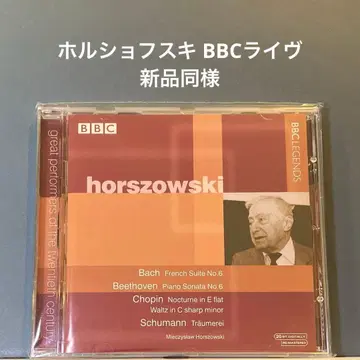 ホルショフスキ BBCライヴ
新品同様
BBC
BBC LEGENDS
great performers of the twentieth century
horszowski
Bach French Suite No.6
Beethoven Piano Sonata No 6
Chopin Nocturne in E flat
Waltz in C sharp minor
Schumann Träumerei
Mieczyslaw Horszowski